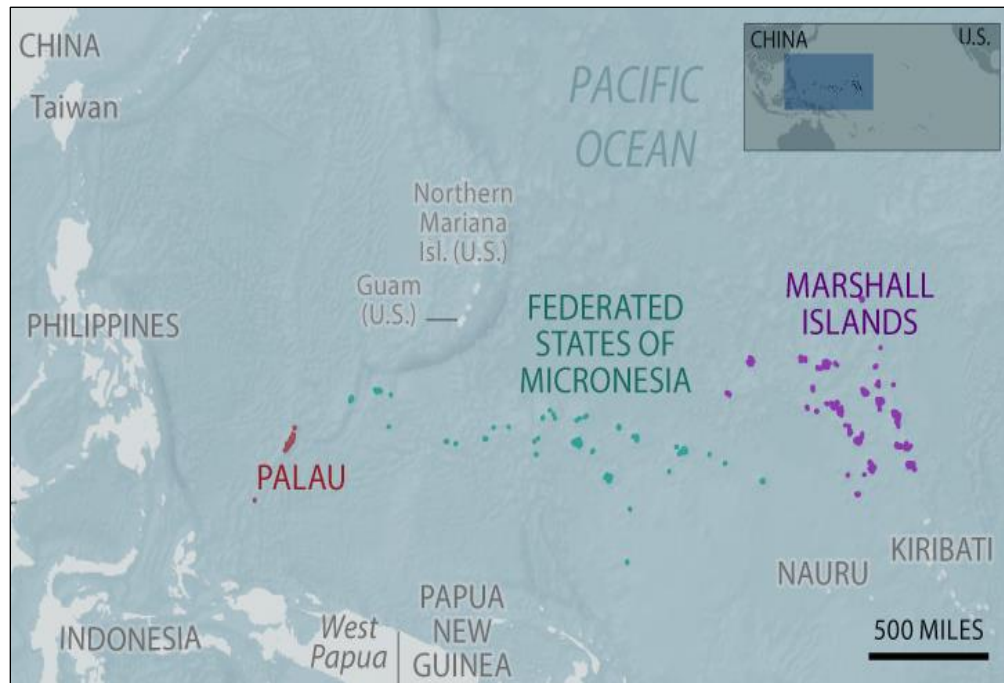 CHINA
Taiwan
CHINA
U.S.
PACIFIC
OCEAN
Northern
Mariana
Isl. (U.S.)
Guam
(U.S.)
PHILIPPINES
FEDERATED
STATES OF
MICRONESIA
MARSHALL
ISLANDS
PALAU
INDONESIA
West
Papua
PAPUA
NEW
GUINEA
NAURU
KIRIBATI
500 MILES